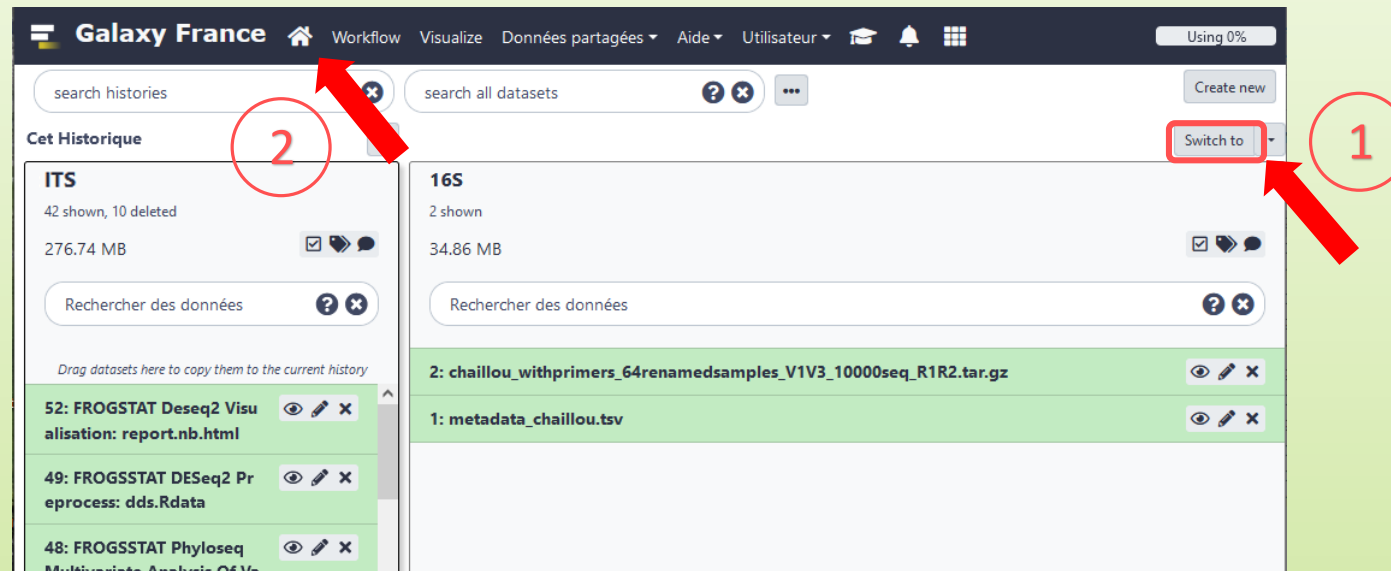 Galaxy France Workflow Visualize Données partagées Aide Utilisateur Using 0%
search histories search all datasets Create new
Cet Historique Switch to
2
1
ITS
42 shown, 10 deleted
276.74 MB
Rechercher des données
Drag datasets here to copy them to the current history
52: FROGSTAT Deseq2 Visu
alisation: report.nb.html
49: FROGSSTAT DESeq2 Pr
eprocess: dds.Rdata
48: FROGSSTAT Phyloseq
Multivariate Analysis Of Va
16S
2 shown
34.86 MB
Rechercher des données
2: chaillou_withprimers_64renamedsamples_V1V3_10000seq_R1R2.tar.gz
1: metadata_chaillou.tsv